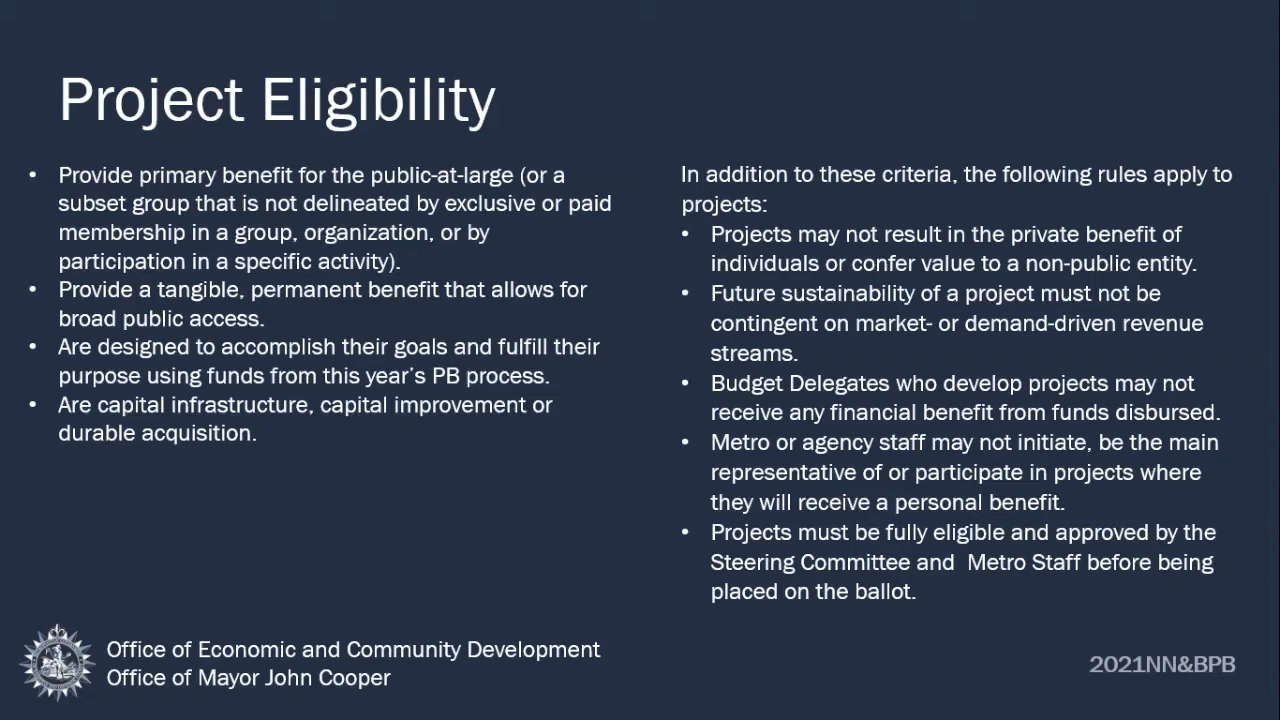 Project Eligibility
• Provide primary benefit for the public-at-large (or a
subset group that is not delineated by exclusive or paid
membership in a group, organization, or by
participation in a specific activity).
• Provide a tangible, permanent benefit that allows for
broad public access.
• Are designed to accomplish their goals and fulfill their
purpose using funds from this year's PB process.
• Are capital infrastructure, capital improvement or
durable acquisition.
In addition to these criteria, the following rules apply to
projects:
• Projects may not result in the private benefit of
individuals or confer value to a non-public entity.
• Future sustainability of a project must not be
contingent on market- or demand-driven revenue
streams.
• Budget Delegates who develop projects may not
receive any financial benefit from funds disbursed.
• Metro or agency staff may not initiate, be the main
representative of or participate in projects where
they will receive a personal benefit.
• Projects must be fully eligible and approved by the
Steering Committee and  Metro Staff before being
placed on the ballot.
Office of Economic and Community Development
Office of Mayor John Cooper
2021NN&BPB